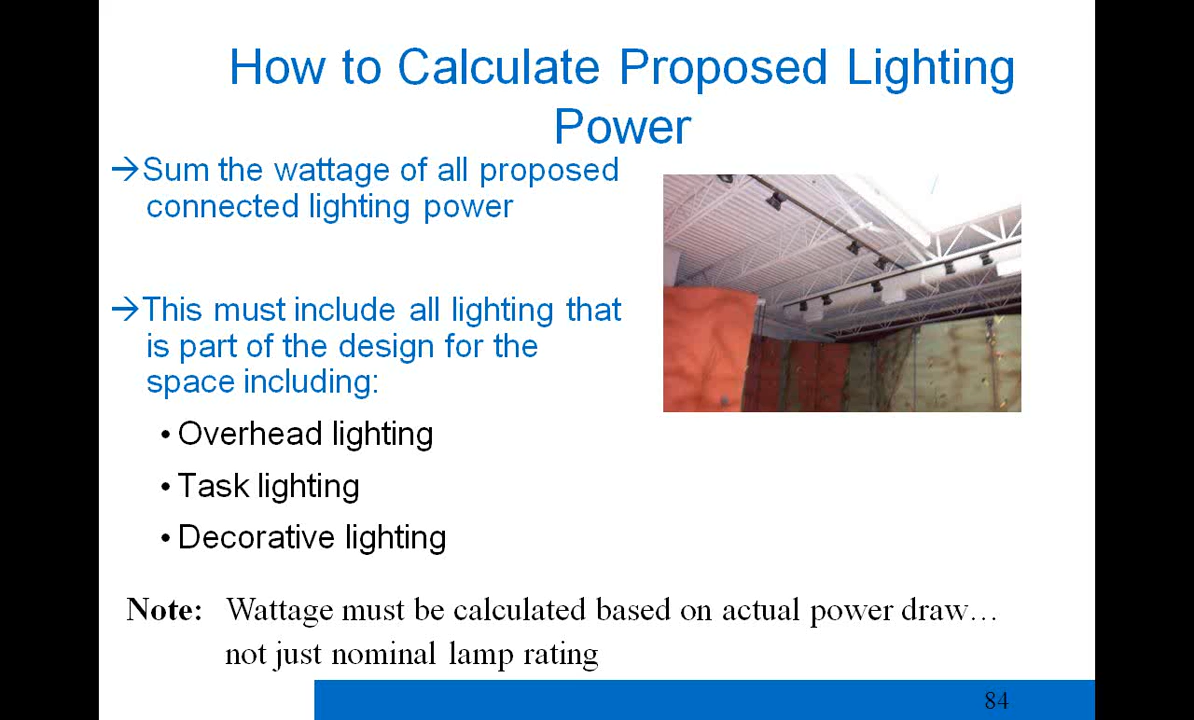 How to Calculate Proposed Lighting
Power
→Sum the wattage of all proposed
connected lighting power
→This must include all lighting that
is part of the design for the
space including:
• Overhead lighting
• Task lighting
• Decorative lighting
Note: Wattage must be calculated based on actual power draw…
not just nominal lamp rating
84